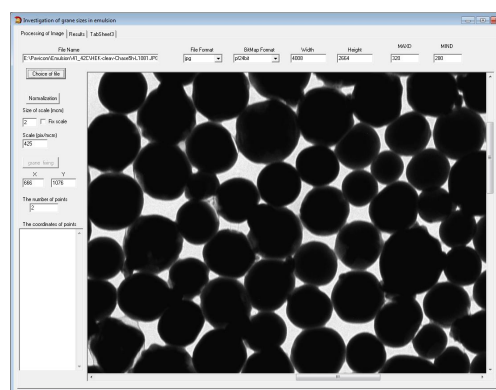 Investigation of grane sizes in emulsion
Processing of Image Results TabSheet3
File Name File Format BitMap Format Width Height MAXD MIND
jpg pf24bit 4008 2664 320 280
Choice of file
Normalization
Size of scale (mcm)
2 Fix scale
Scale (pix/mcm)
425
X Y
666 1076
The number of points
2
The coordinates of points